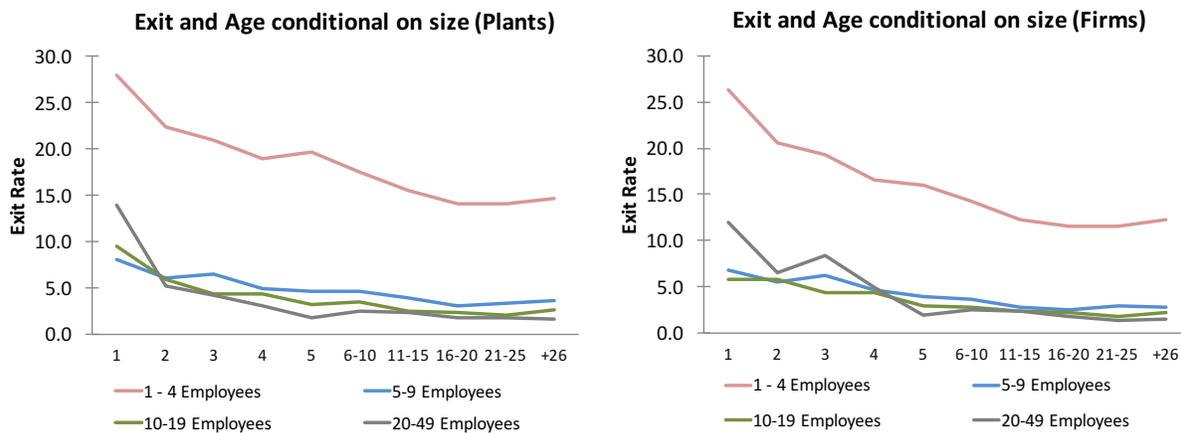 Exit and Age conditional on size (Plants)
30.0
25.0
20.0
15.0
10.0
5.0
0.0
Exit Rate
1 2 3 4 5 6-10 11-15 16-20 21-25 +26
1 - 4 Employees 5-9 Employees
10-19 Employees 20-49 Employees
Exit and Age conditional on size (Firms)
30.0
25.0
20.0
15.0
10.0
5.0
0.0
Exit Rate
1 2 3 4 5 6-10 11-15 16-20 21-25 +26
1 - 4 Employees 5-9 Employees
10-19 Employees 20-49 Employees